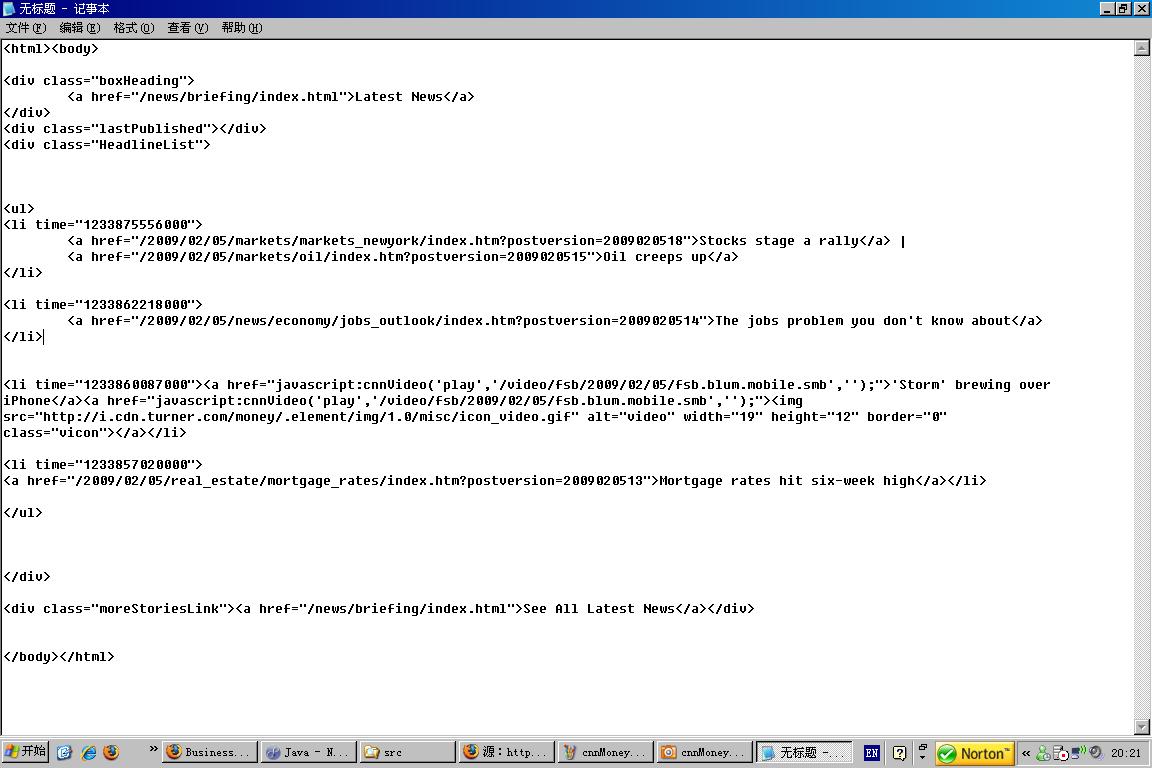 无标题 - 记事本
文件(F) 编辑(E) 格式(O) 查看(V) 帮助(H)
<html><body>
<div class="boxHeading">
<a href="/news/briefing/index.html">Latest News</a>
</div>
<div class="lastPublished"></div>
<div class="HeadlineList">
<ul>
<li time="1233875556000">
<a href="/2009/02/05/markets/markets_newyork/index.htm?postversion=2009020518">Stocks stage a rally</a> |
<a href="/2009/02/05/markets/oil/index.htm?postversion=2009020515">Oil creeps up</a>
</li>
<li time="1233862218000">
<a href="/2009/02/05/news/economy/jobs_outlook/index.htm?postversion=2009020514">The jobs problem you don't know about</a>
</li>
<li time="1233860087000"><a href="javascript:cnnVideo('play','/video/fsb/2009/02/05/fsb.blum.mobile.smb','');">'Storm' brewing over
iPhone</a><a href="javascript:cnnVideo('play','/video/fsb/2009/02/05/fsb.blum.mobile.smb','');"><img
src="http://i.cdn.turner.com/money/.element/img/1.0/misc/icon_video.gif" alt="video" width="19" height="12" border="0"
class="vicon"></a></li>
<li time="1233857020000">
<a href="/2009/02/05/real_estate/mortgage_rates/index.htm?postversion=2009020513">Mortgage rates hit six-week high</a></li>
</ul>
</div>
<div class="moreStoriesLink"><a href="/news/briefing/index.html">See All Latest News</a></div>
</body></html>
开始 » Business... Java - N... src 源：http... cnnMoney... cnnMoney... 无标题 -... EN Norton™ « 20:21